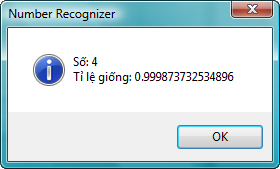 Number Recognizer
Số: 4
Tỉ lệ giống: 0.999873732534896
OK